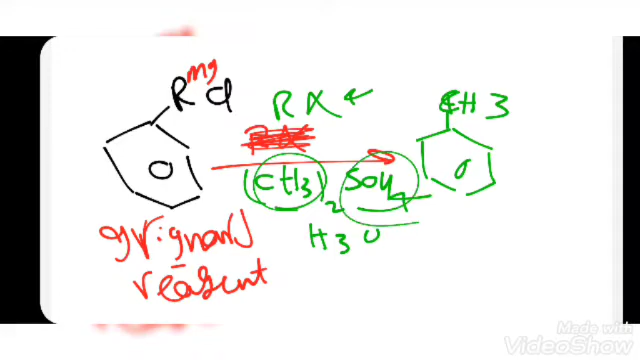 R mg cl
RX ←
(CH3)2 SO4
H3O
CH3
grignard
reagent
Made with
VideoShow